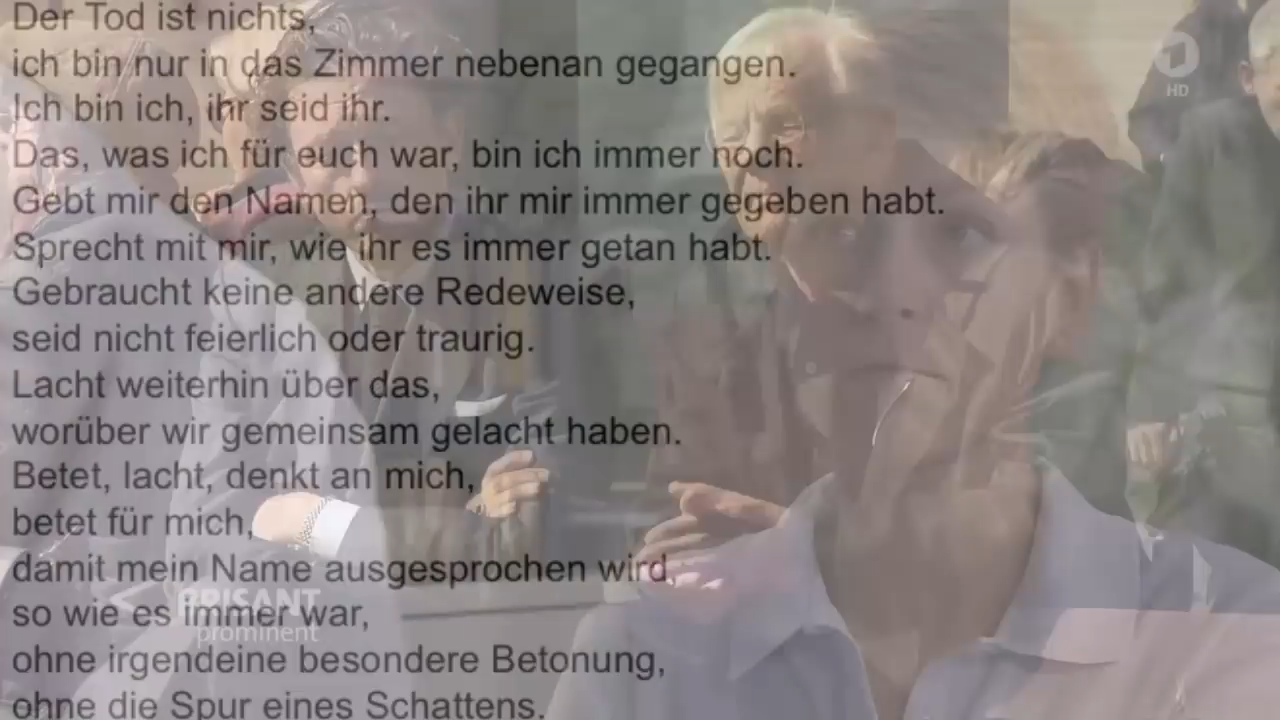 Der Tod ist nichts,
ich bin nur in das Zimmer nebenan gegangen.
Ich bin ich, ihr seid ihr.
Das, was ich für euch war, bin ich immer noch.
Gebt mir den Namen, den ihr mir immer gegeben habt.
Sprecht mit mir, wie ihr es immer getan habt.
Gebraucht keine andere Redeweise,
seid nicht feierlich oder traurig.
Lacht weiterhin über das,
worüber wir gemeinsam gelacht haben.
Betet, lacht, denkt an mich,
betet für mich,
damit mein Name ausgesprochen wird,
so wie es immer war,
ohne irgendeine besondere Betonung,
ohne die Spur eines Schattens.
BRISANT
prominent
1
HD